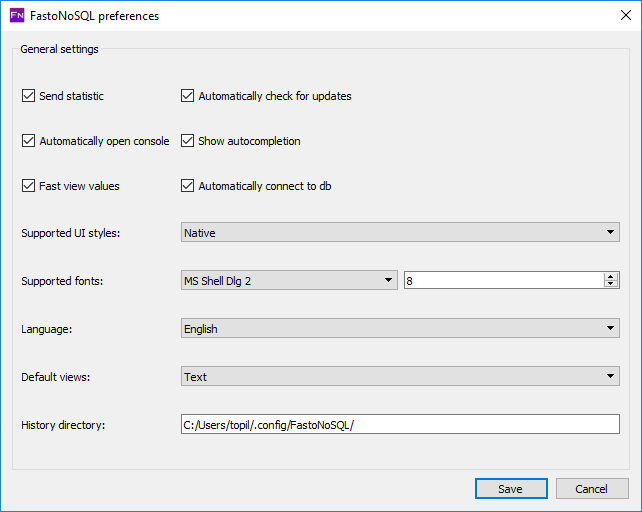 FN FastoNoSQL preferences
General settings
Send statistic Automatically check for updates
Automatically open console Show autocompletion
Fast view values Automatically connect to db
Supported UI styles: Native
Supported fonts: MS Shell Dlg 2 8
Language: English
Default views: Text
History directory: C:/Users/topil/.config/FastoNoSQL/
Save Cancel